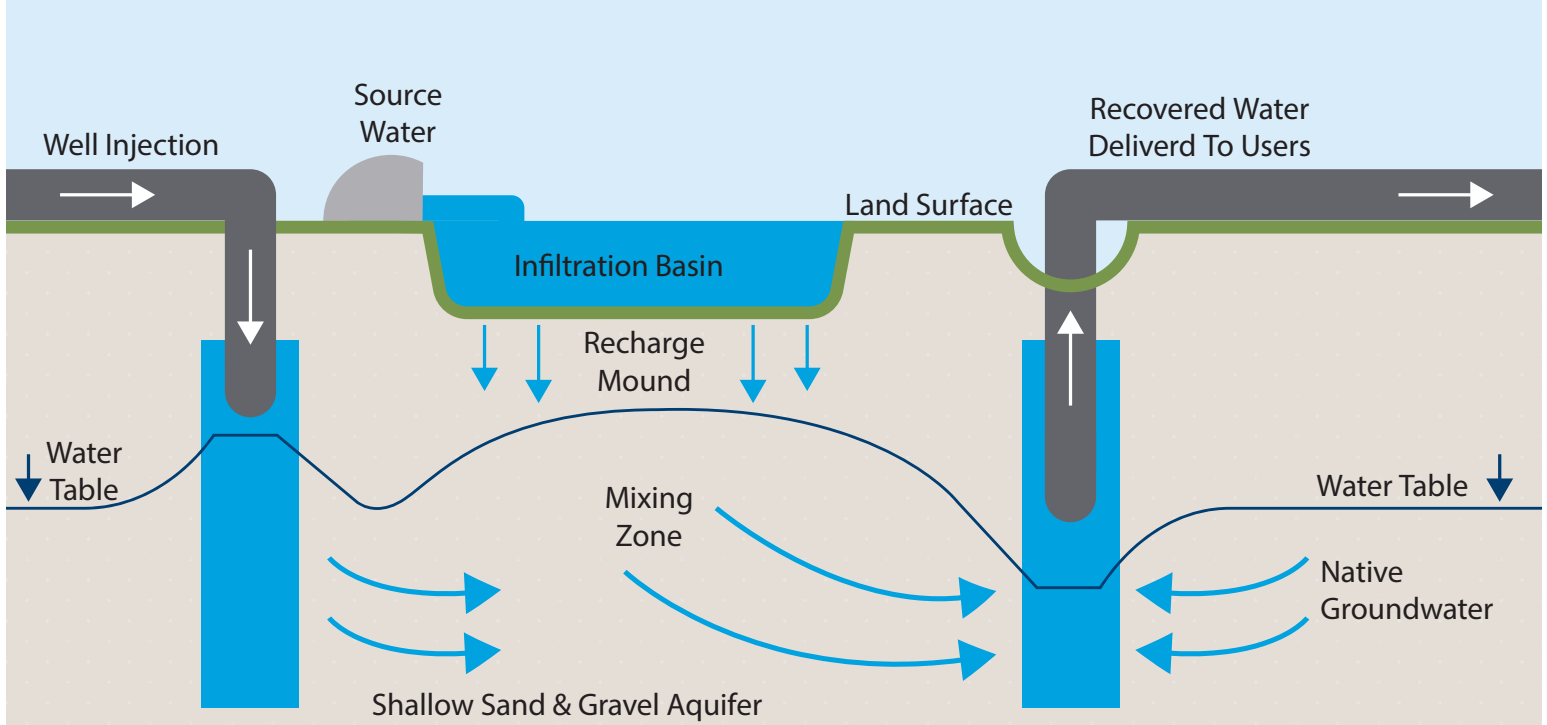 Source
Water
Well Injection
Recovered Water
Deliverd To Users
Land Surface
Infiltration Basin
Recharge
Mound
Water
Table
Mixing
Zone
Water Table
Native
Groundwater
Shallow Sand & Gravel Aquifer